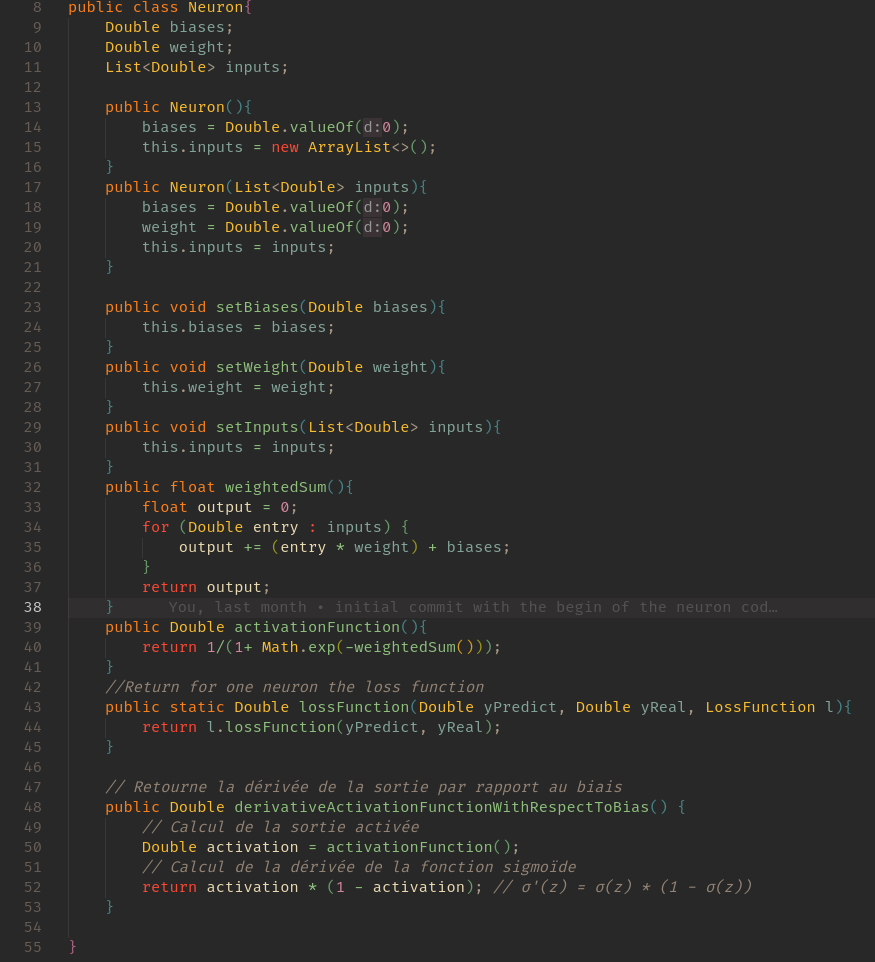 8 public class Neuron{
9 Double biases;
10 Double weight;
11 List<Double> inputs;
12
13 public Neuron(){
14 biases = Double.valueOf(d:0);
15 this.inputs = new ArrayList<>();
16 }
17 public Neuron(List<Double> inputs){
18 biases = Double.valueOf(d:0);
19 weight = Double.valueOf(d:0);
20 this.inputs = inputs;
21 }
22
23 public void setBiases(Double biases){
24 this.biases = biases;
25 }
26 public void setWeight(Double weight){
27 this.weight = weight;
28 }
29 public void setInputs(List<Double> inputs){
30 this.inputs = inputs;
31 }
32 public float weightedSum(){
33 float output = 0;
34 for (Double entry : inputs) {
35 output += (entry * weight) + biases;
36 }
37 return output;
38 } You, last month • initial commit with the begin of the neuron cod…
39 public Double activationFunction(){
40 return 1/(1+ Math.exp(-weightedSum()));
41 }
42 //Return for one neuron the loss function
43 public static Double lossFunction(Double yPredict, Double yReal, LossFunction l){
44 return l.lossFunction(yPredict, yReal);
45 }
46
47 // Retourne la dérivée de la sortie par rapport au biais
48 public Double derivativeActivationFunctionWithRespectToBias() {
49 // Calcul de la sortie activée
50 Double activation = activationFunction();
51 // Calcul de la dérivée de la fonction sigmoïde
52 return activation * (1 - activation); // σ'(z) = σ(z) * (1 - σ(z))
53 }
54
55 }